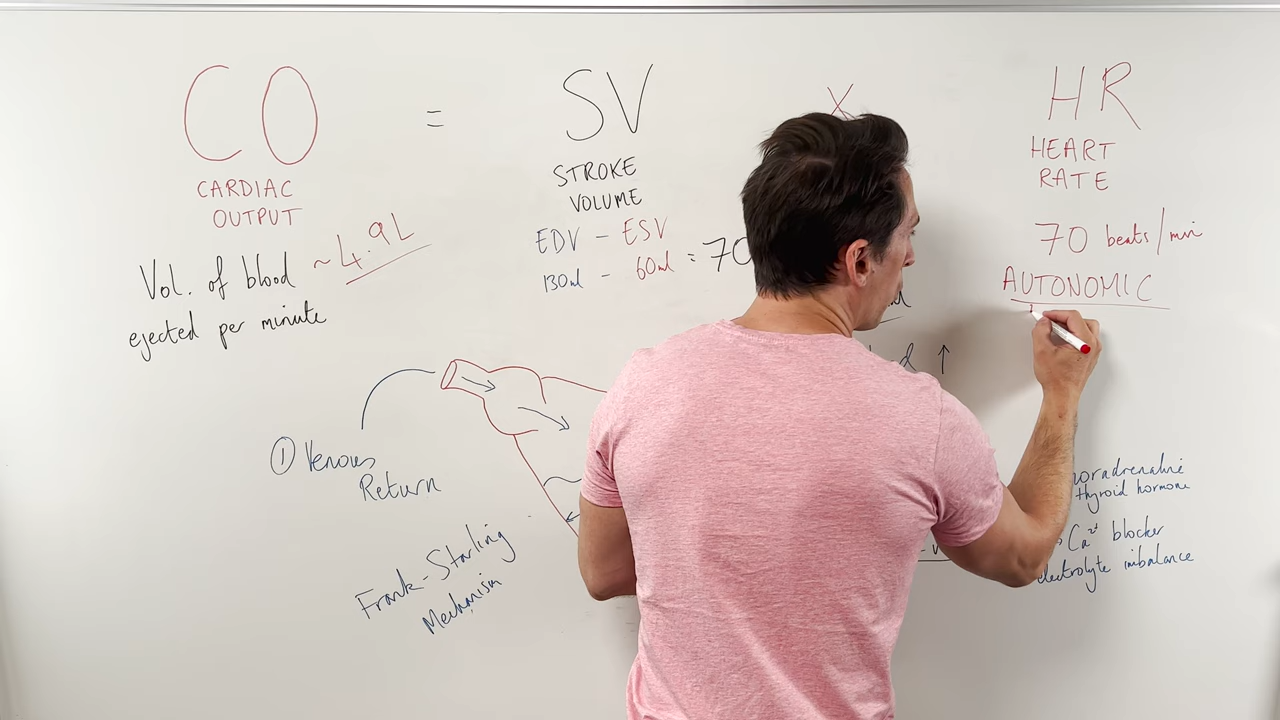 CO = SV X HR
CARDIAC
OUTPUT
STROKE
VOLUME
HEART
RATE
EDV - ESV
130ml - 60ml = 70
70 beats/min
AUTONOMIC
~4.9L
Vol. of blood
ejected per minute
↑
① Venous
Return
Frank-Starling
Mechanism
noradrenaline
thyroid hormone
Ca²⁺ blocker
electrolyte imbalance